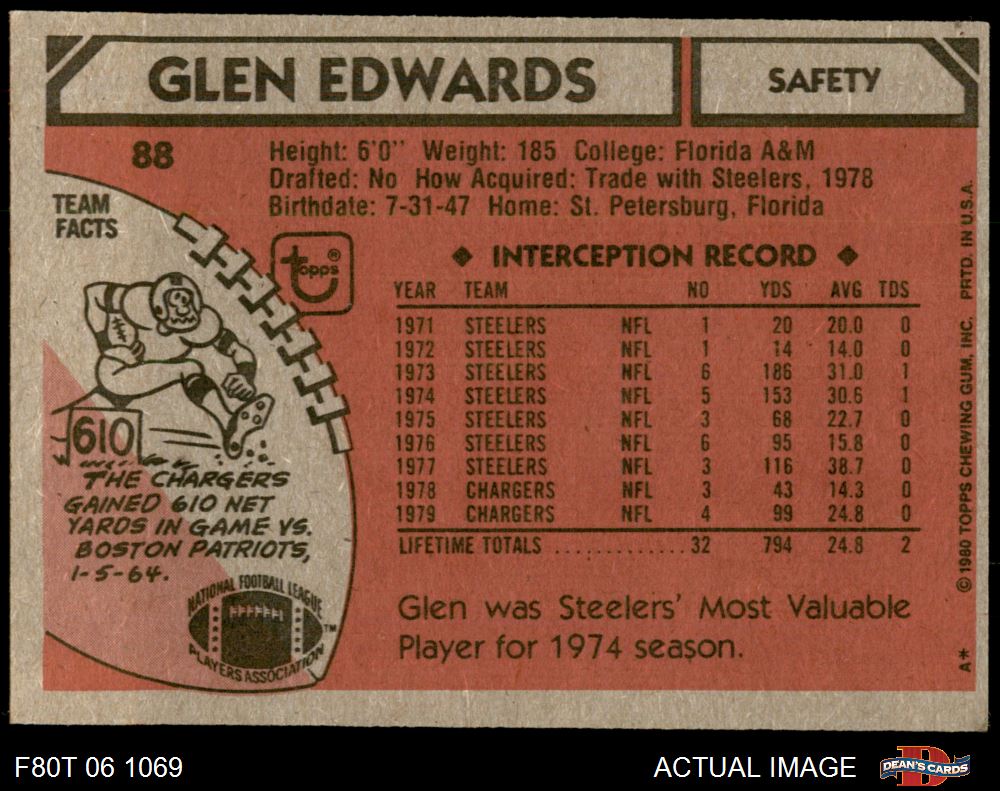 GLEN EDWARDS
SAFETY
88
Height: 6'0" Weight: 185 College: Florida A&M
Drafted: No How Acquired: Trade with Steelers, 1978
Birthdate: 7-31-47 Home: St. Petersburg, Florida
TEAM
FACTS
topps®
◆ INTERCEPTION RECORD ◆
YEAR TEAM NO YDS AVG TDS
1971 STEELERS NFL 1 20 20.0 0
1972 STEELERS NFL 1 14 14.0 0
1973 STEELERS NFL 6 186 31.0 1
1974 STEELERS NFL 5 153 30.6 1
1975 STEELERS NFL 3 68 22.7 0
1976 STEELERS NFL 6 95 15.8 0
1977 STEELERS NFL 3 116 38.7 0
1978 CHARGERS NFL 3 43 14.3 0
1979 CHARGERS NFL 4 99 24.8 0
LIFETIME TOTALS ............. 32 794 24.8 2
Glen was Steelers' Most Valuable
Player for 1974 season.
610
THE CHARGERS
GAINED 610 NET
YARDS IN GAME VS.
BOSTON PATRIOTS,
1-5-64.
NATIONAL FOOTBALL LEAGUE
PLAYERS ASSOCIATION
TM
© 1980 TOPPS CHEWING GUM, INC. PRTD. IN U.S.A.
A*
F80T 06 1069
ACTUAL IMAGE
D
DEAN'S CARDS